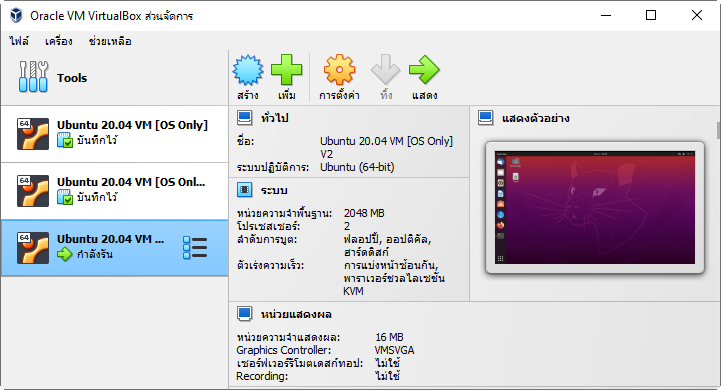 Oracle VM VirtualBox ส่วนจัดการ
ไฟล์ เครื่อง ช่วยเหลือ
Tools
64
Ubuntu 20.04 VM [OS Only]
บันทึกไว้
64
Ubuntu 20.04 VM [OS Onl...
บันทึกไว้
64
Ubuntu 20.04 VM ...
กำลังรัน
สร้าง เพิ่ม การตั้งค่า ทิ้ง แสดง
ทั่วไป
ชื่อ: Ubuntu 20.04 VM [OS Only]
V2
ระบบปฏิบัติการ: Ubuntu (64-bit)
ระบบ
หน่วยความจำพื้นฐาน: 2048 MB
โปรเซสเซอร์: 2
ลำดับการบูต: ฟลอปปี้, ออปติคัล,
ฮาร์ดดิสก์
ตัวเร่งความเร็ว: การแบ่งหน้าซ้อนกัน,
พาราเวอร์ชวลไลเซชัน
KVM
แสดงตัวอย่าง
หน่วยแสดงผล
หน่วยความจำแสดงผล: 16 MB
Graphics Controller: VMSVGA
เซอร์ฟเวอร์รีโมตเดสก์ทอป: ไม่ใช้
Recording: ไม่ใช้